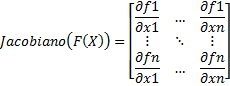 Jacobiano(F(X)) = [ ∂f1/∂x1 … ∂f1/∂xn
⋮ ⋱ ⋮
∂fn/∂x1 … ∂fn/∂xn ]